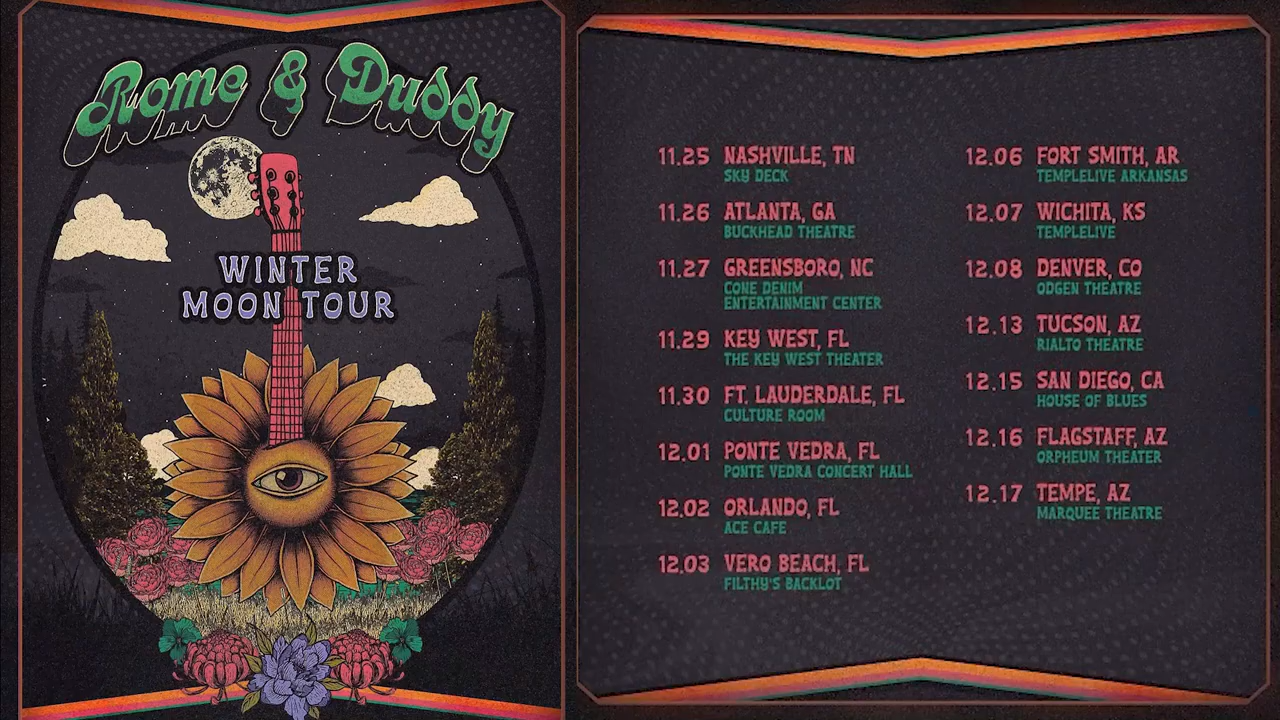 Rome & Duddy
WINTER
MOON TOUR
11.25 NASHVILLE, TN
SKY DECK
11.26 ATLANTA, GA
BUCKHEAD THEATRE
11.27 GREENSBORO, NC
CONE DENIM
ENTERTAINMENT CENTER
11.29 KEY WEST, FL
THE KEY WEST THEATER
11.30 FT. LAUDERDALE, FL
CULTURE ROOM
12.01 PONTE VEDRA, FL
PONTE VEDRA CONCERT HALL
12.02 ORLANDO, FL
ACE CAFE
12.03 VERO BEACH, FL
FILTHY'S BACKLOT
12.06 FORT SMITH, AR
TEMPLELIVE ARKANSAS
12.07 WICHITA, KS
TEMPLELIVE
12.08 DENVER, CO
ODGEN THEATRE
12.13 TUCSON, AZ
RIALTO THEATRE
12.15 SAN DIEGO, CA
HOUSE OF BLUES
12.16 FLAGSTAFF, AZ
ORPHEUM THEATER
12.17 TEMPE, AZ
MARQUEE THEATRE